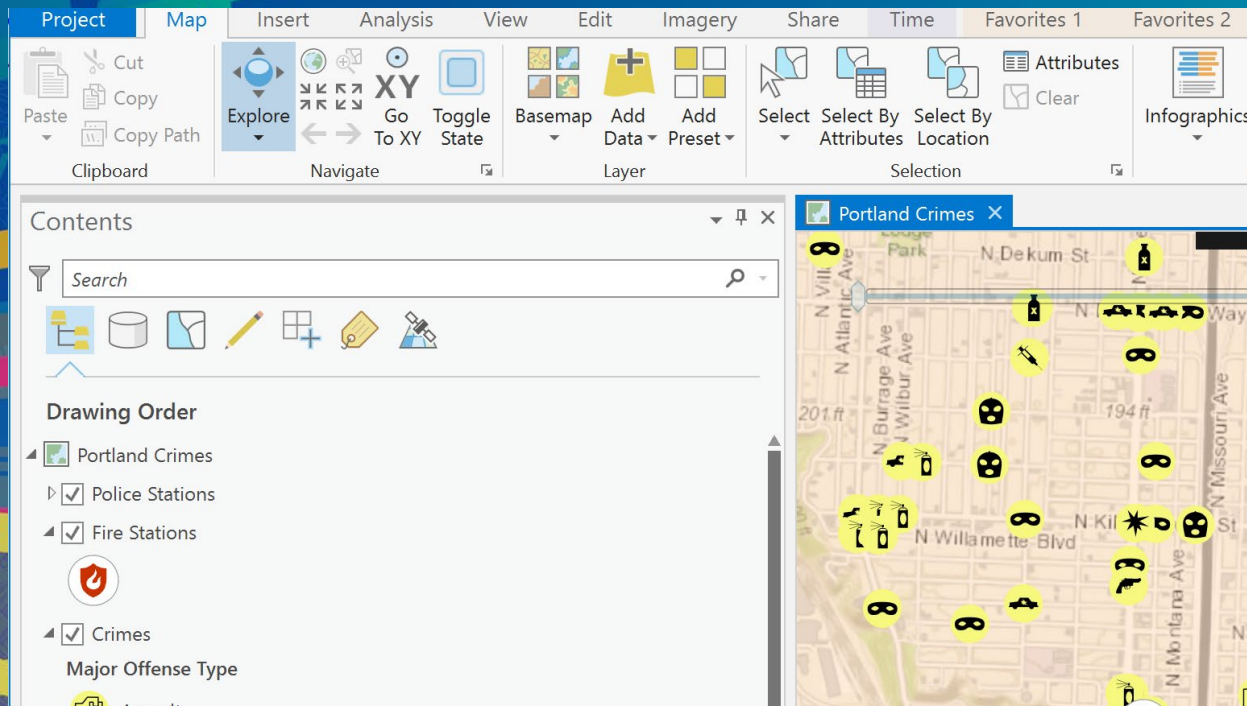 Project Map Insert Analysis View Edit Imagery Share Time Favorites 1 Favorites 2
Paste
Cut
Copy
Copy Path
Clipboard
Explore
XY
Go
To XY
Toggle
State
Navigate
Basemap
Add
Data
Add
Preset
Layer
Select
Select By
Attributes
Select By
Location
Attributes
Clear
Selection
Infographics
Contents
Search
Drawing Order
Portland Crimes
Police Stations
Fire Stations
Crimes
Major Offense Type
Portland Crimes
Park
N Dekum St
N Atlantic Ave
Way
N Burrage Ave
N Wilbur Ave
201 ft
194 ft
N Missouri Ave
N Willamette Blvd
St
N Montana Ave
N